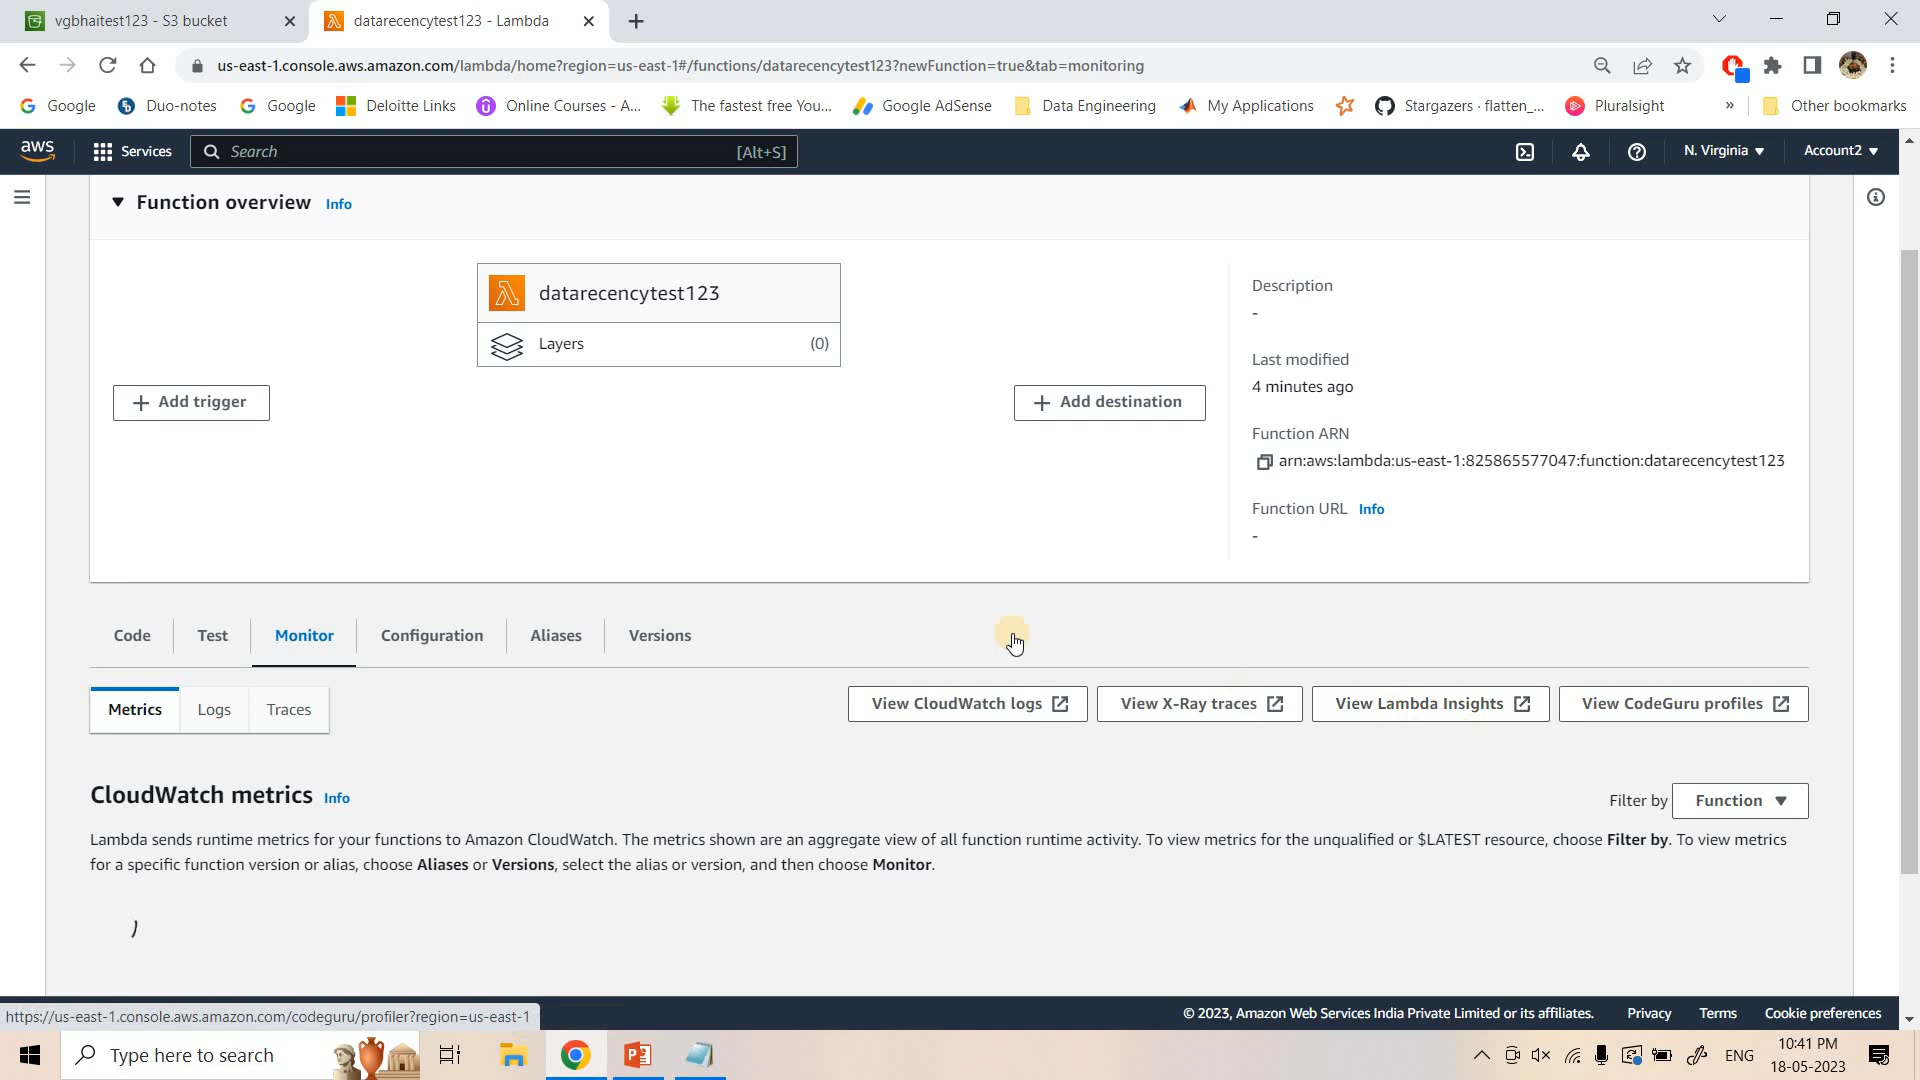 vgbhaitest123 - S3 bucket
datarecencytest123 - Lambda
us-east-1.console.aws.amazon.com/lambda/home?region=us-east-1#/functions/datarecencytest123?newFunction=true&tab=monitoring
Google
Duo-notes
Google
Deloitte Links
Online Courses - A...
The fastest free You...
Google AdSense
Data Engineering
My Applications
Stargazers · flatten_...
Pluralsight
»
Other bookmarks
aws
Services
Search
[Alt+S]
N. Virginia
Account2
Function overview Info
datarecencytest123
Layers (0)
Add trigger
Add destination
Description
-
Last modified
4 minutes ago
Function ARN
arn:aws:lambda:us-east-1:825865577047:function:datarecencytest123
Function URL Info
-
Code
Test
Monitor
Configuration
Aliases
Versions
Metrics
Logs
Traces
View CloudWatch logs
View X-Ray traces
View Lambda Insights
View CodeGuru profiles
CloudWatch metrics Info
Filter by Function
Lambda sends runtime metrics for your functions to Amazon CloudWatch. The metrics shown are an aggregate view of all function runtime activity. To view metrics for the unqualified or $LATEST resource, choose Filter by. To view metrics
for a specific function version or alias, choose Aliases or Versions, select the alias or version, and then choose Monitor.
https://us-east-1.console.aws.amazon.com/codeguru/profiler?region=us-east-1
© 2023, Amazon Web Services India Private Limited or its affiliates.
Privacy
Terms
Cookie preferences
Type here to search
ENG
10:41 PM
18-05-2023